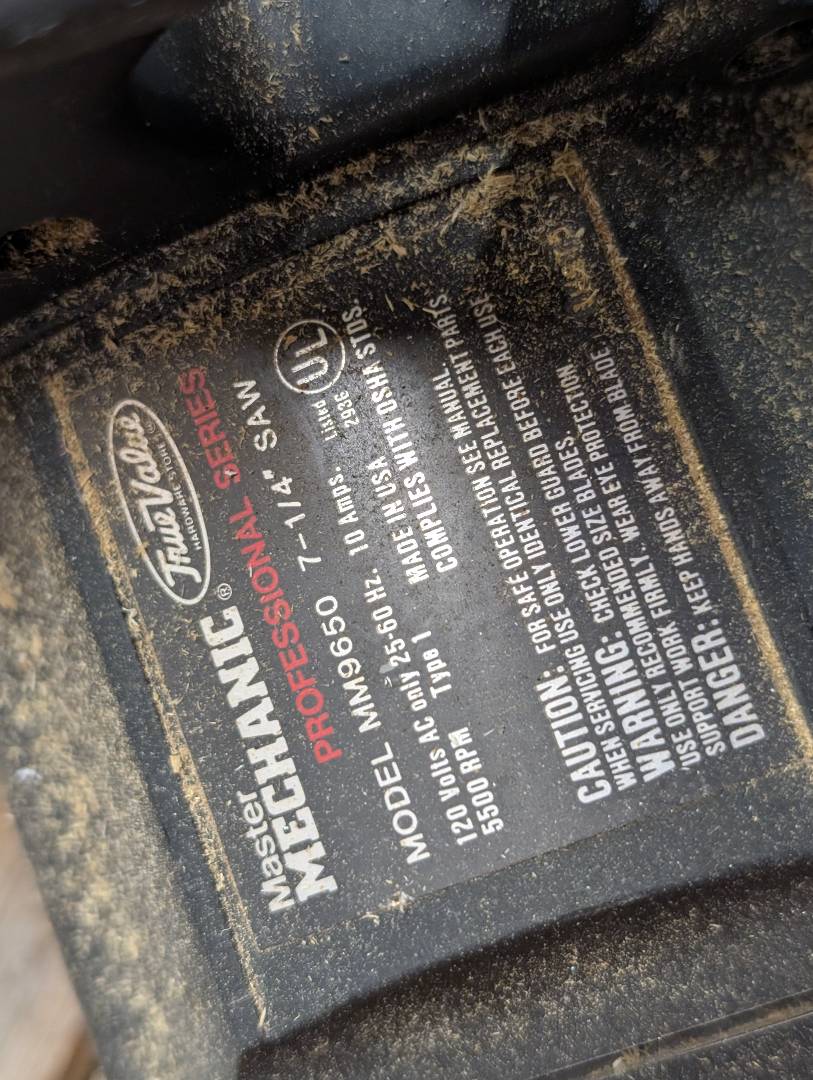 Master
MECHANIC®
True Value
HARDWARE STORES
PROFESSIONAL SERIES
MODEL MM9650 7-1/4" SAW
120 Volts AC only 25-60 HZ. 10 Amps. Listed UL
293E
5500 RPM Type 1 MADE IN USA
COMPLIES WITH OSHA STDS.
CAUTION: FOR SAFE OPERATION SEE MANUAL.
WHEN SERVICING USE ONLY IDENTICAL REPLACEMENT PARTS.
WARNING: CHECK LOWER GUARD BEFORE EACH USE.
USE ONLY RECOMMENDED SIZE BLADES.
SUPPORT WORK FIRMLY. WEAR EYE PROTECTION.
DANGER: KEEP HANDS AWAY FROM BLADE.